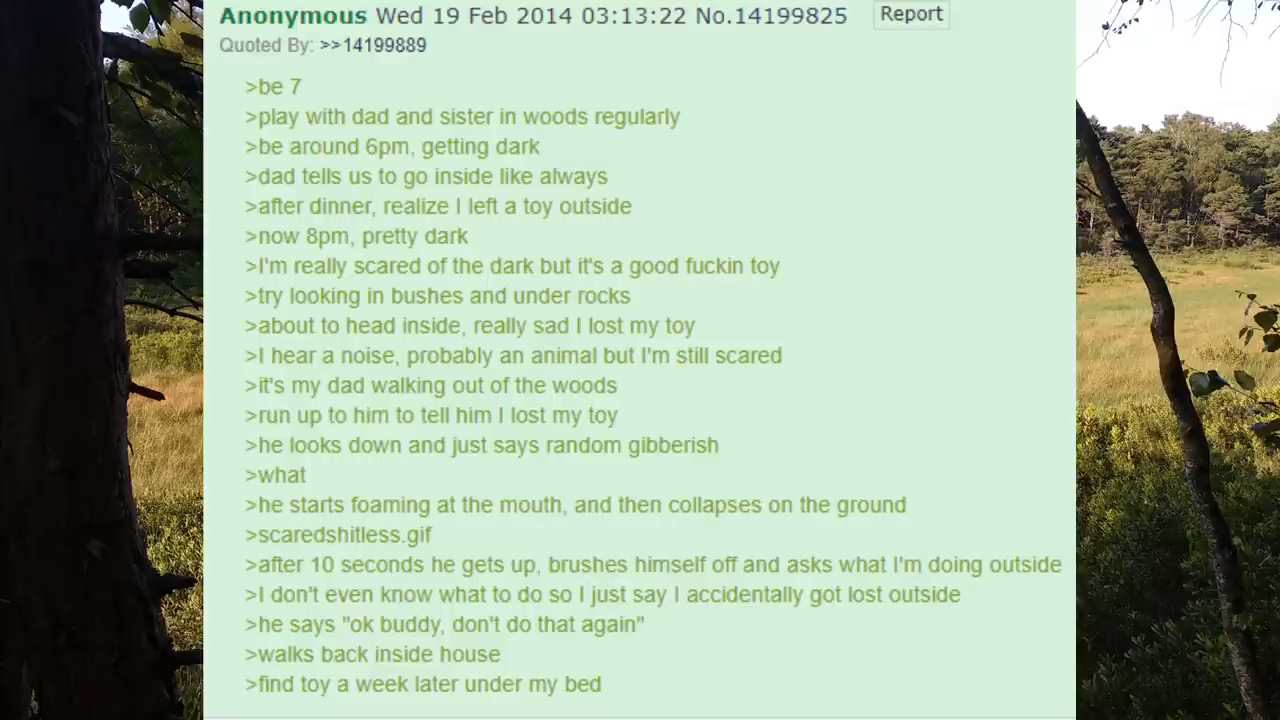 Anonymous Wed 19 Feb 2014 03:13:22 No.14199825 Report
Quoted By: >>14199889
>be 7
>play with dad and sister in woods regularly
>be around 6pm, getting dark
>dad tells us to go inside like always
>after dinner, realize I left a toy outside
>now 8pm, pretty dark
>I'm really scared of the dark but it's a good fuckin toy
>try looking in bushes and under rocks
>about to head inside, really sad I lost my toy
>I hear a noise, probably an animal but I'm still scared
>it's my dad walking out of the woods
>run up to him to tell him I lost my toy
>he looks down and just says random gibberish
>what
>he starts foaming at the mouth, and then collapses on the ground
>scaredshitless.gif
>after 10 seconds he gets up, brushes himself off and asks what I'm doing outside
>I don't even know what to do so I just say I accidentally got lost outside
>he says "ok buddy, don't do that again"
>walks back inside house
>find toy a week later under my bed